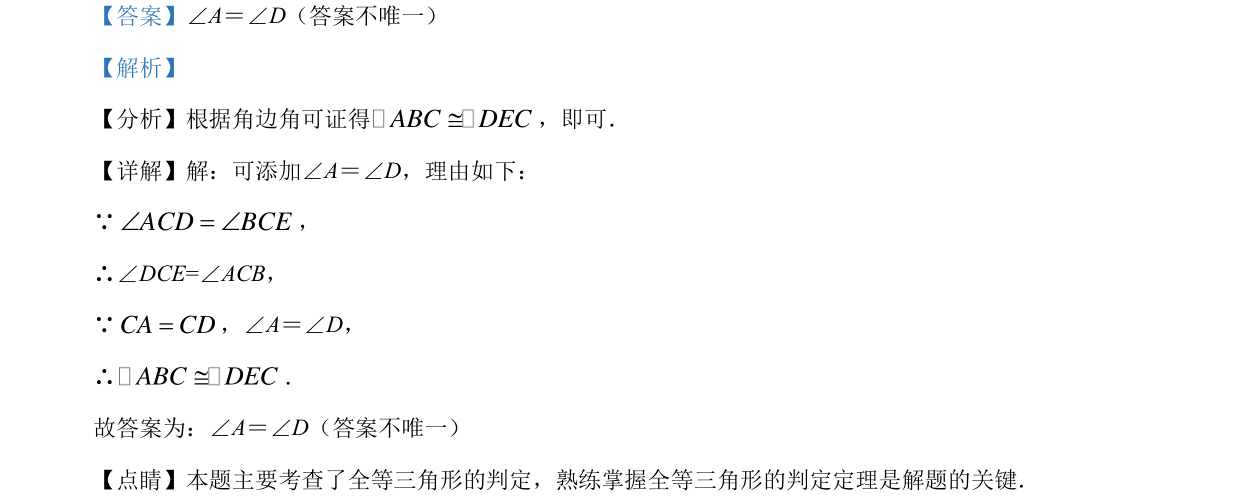 【答案】∠A＝∠D（答案不唯一）
【解析】
【分析】根据角边角可证得□ABC≌□DEC，即可．
【详解】解：可添加∠A＝∠D，理由如下：
∵∠ACD=∠BCE，
∴∠DCE=∠ACB，
∵CA=CD，∠A＝∠D，
∴□ABC≌□DEC．
故答案为：∠A＝∠D（答案不唯一）
【点睛】本题主要考查了全等三角形的判定，熟练掌握全等三角形的判定定理是解题的关键．